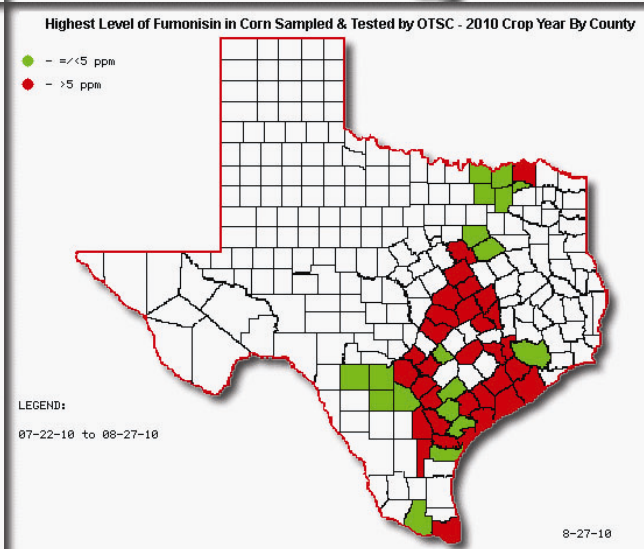 Highest Level of Fumonisin in Corn Sampled & Tested by OTSC - 2010 Crop Year By County
- =/<5 ppm
- >5 ppm
LEGEND:
07-22-10 to 08-27-10
8-27-10